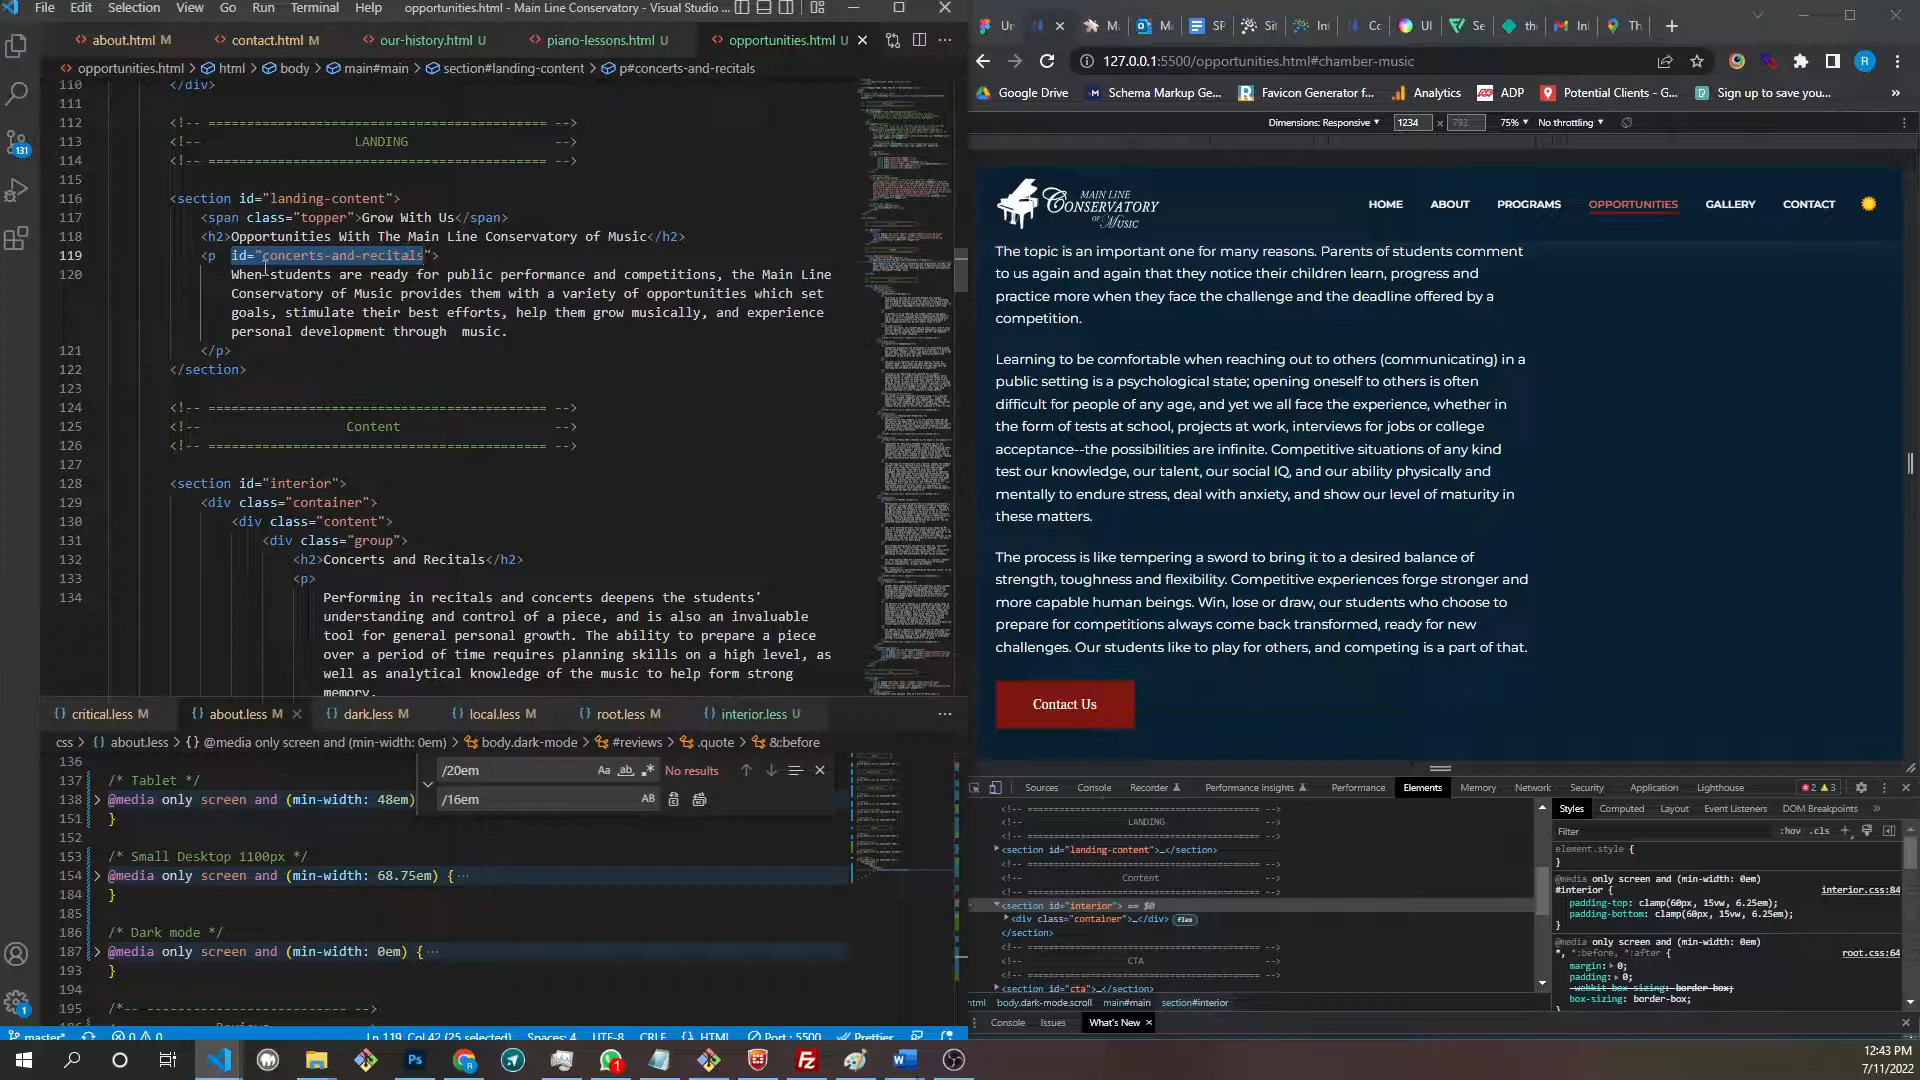 File Edit Selection View Go Run Terminal Help opportunities.html - Main Line Conservatory - Visual Studio ...
about.html M contact.html M our-history.html U piano-lessons.html U opportunities.html U
opportunities.html > html > body > main#main > section#landing-content > p#concerts-and-recitals
110 </div>
111
112 <!-- ============================================ -->
113 <!-- LANDING -->
114 <!-- ============================================ -->
115
116 <section id="landing-content">
117 <span class="topper">Grow With Us</span>
118 <h2>Opportunities With The Main Line Conservatory of Music</h2>
119 <p id="concerts-and-recitals">
120 When students are ready for public performance and competitions, the Main Line
Conservatory of Music provides them with a variety of opportunities which set
goals, stimulate their best efforts, help them grow musically, and experience
personal development through music.
121 </p>
122 </section>
123
124 <!-- ============================================ -->
125 <!-- Content -->
126 <!-- ============================================ -->
127
128 <section id="interior">
129 <div class="container">
130 <div class="content">
131 <div class="group">
132 <h2>Concerts and Recitals</h2>
133 <p>
134 Performing in recitals and concerts deepens the students'
understanding and control of a piece, and is also an invaluable
tool for general personal growth. The ability to prepare a piece
over a period of time requires planning skills on a high level, as
well as analytical knowledge of the music to help form strong
memory.
critical.less M about.less M dark.less M local.less M root.less M interior.less U
css > {} about.less > {} @media only screen and (min-width: 0em) > body.dark-mode > #reviews > .quote > &:before
136
137 /* Tablet */
138 @media only screen and (min-width: 48em)
151 }
152
153 /* Small Desktop 1100px */
154 @media only screen and (min-width: 68.75em) {···
184 }
185
186 /* Dark mode */
187 @media only screen and (min-width: 0em) {···
193 }
194
195 /*-- -------------------------- -->
/20em Aa ab .* No results
/16em AB
master* 0 0 Ln 119, Col 42 (25 selected) Spaces: 4 UTF-8 CRLF {} HTML Port : 5500 Prettier
127.0.0.1:5500/opportunities.html#chamber-music
R
Google Drive Schema Markup Ge... Favicon Generator f... Analytics ADP Potential Clients - G... Sign up to save you... »
Dimensions: Responsive 1234 × 792 75% No throttling
MAIN LINE
CONSERVATORY
of MUSIC
HOME ABOUT PROGRAMS OPPORTUNITIES GALLERY CONTACT
The topic is an important one for many reasons. Parents of students comment
to us again and again that they notice their children learn, progress and
practice more when they face the challenge and the deadline offered by a
competition.
Learning to be comfortable when reaching out to others (communicating) in a
public setting is a psychological state; opening oneself to others is often
difficult for people of any age, and yet we all face the experience, whether in
the form of tests at school, projects at work, interviews for jobs or college
acceptance--the possibilities are infinite. Competitive situations of any kind
test our knowledge, our talent, our social IQ, and our ability physically and
mentally to endure stress, deal with anxiety, and show our level of maturity in
these matters.
The process is like tempering a sword to bring it to a desired balance of
strength, toughness and flexibility. Competitive experiences forge stronger and
more capable human beings. Win, lose or draw, our students who choose to
prepare for competitions always come back transformed, ready for new
challenges. Our students like to play for others, and competing is a part of that.
Contact Us
Sources Console Recorder Performance insights Performance Elements Memory Network Security Application Lighthouse 2 3
<!-- ============================================ -->
<!-- LANDING -->
<!-- ============================================ -->
<section id="landing-content">…</section>
<!-- ============================================ -->
<!-- Content -->
<!-- ============================================ -->
<section id="interior"> == $0
<div class="container">…</div> flex
</section>
<!-- ============================================ -->
<!-- CTA -->
<!-- ============================================ -->
<section id="cta">…</section>
html body.dark-mode.scroll main#main section#interior
Styles Computed Layout Event Listeners DOM Breakpoints »
Filter :hov .cls +
element.style {
}
@media only screen and (min-width: 0em)
#interior { interior.css:84
padding-top: clamp(60px, 15vw, 6.25em);
padding-bottom: clamp(60px, 15vw, 6.25em);
}
@media only screen and (min-width: 0em)
*, *:before, *:after { root.css:64
margin: 0;
padding: 0;
-webkit-box-sizing: border-box;
box-sizing: border-box;
Console Issues What's New
12:43 PM
7/11/2022